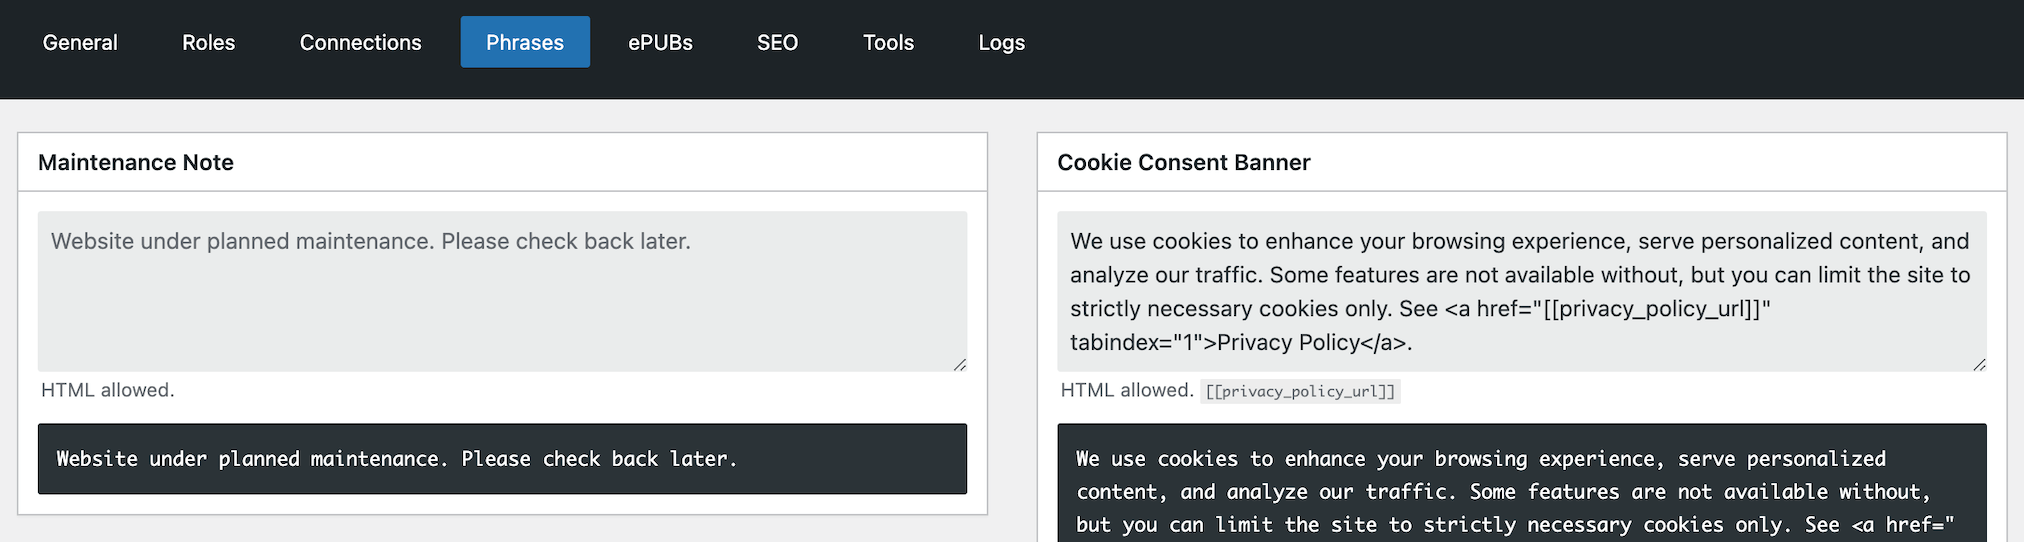 General Roles Connections Phrases ePUBs SEO Tools Logs
Maintenance Note
Website under planned maintenance. Please check back later.
HTML allowed.
Website under planned maintenance. Please check back later.
Cookie Consent Banner
We use cookies to enhance your browsing experience, serve personalized content, and
analyze our traffic. Some features are not available without, but you can limit the site to
strictly necessary cookies only. See <a href="[[privacy_policy_url]]"
tabindex="1">Privacy Policy</a>.
HTML allowed. [[privacy_policy_url]]
We use cookies to enhance your browsing experience, serve personalized
content, and analyze our traffic. Some features are not available without,
but you can limit the site to strictly necessary cookies only. See <a href="